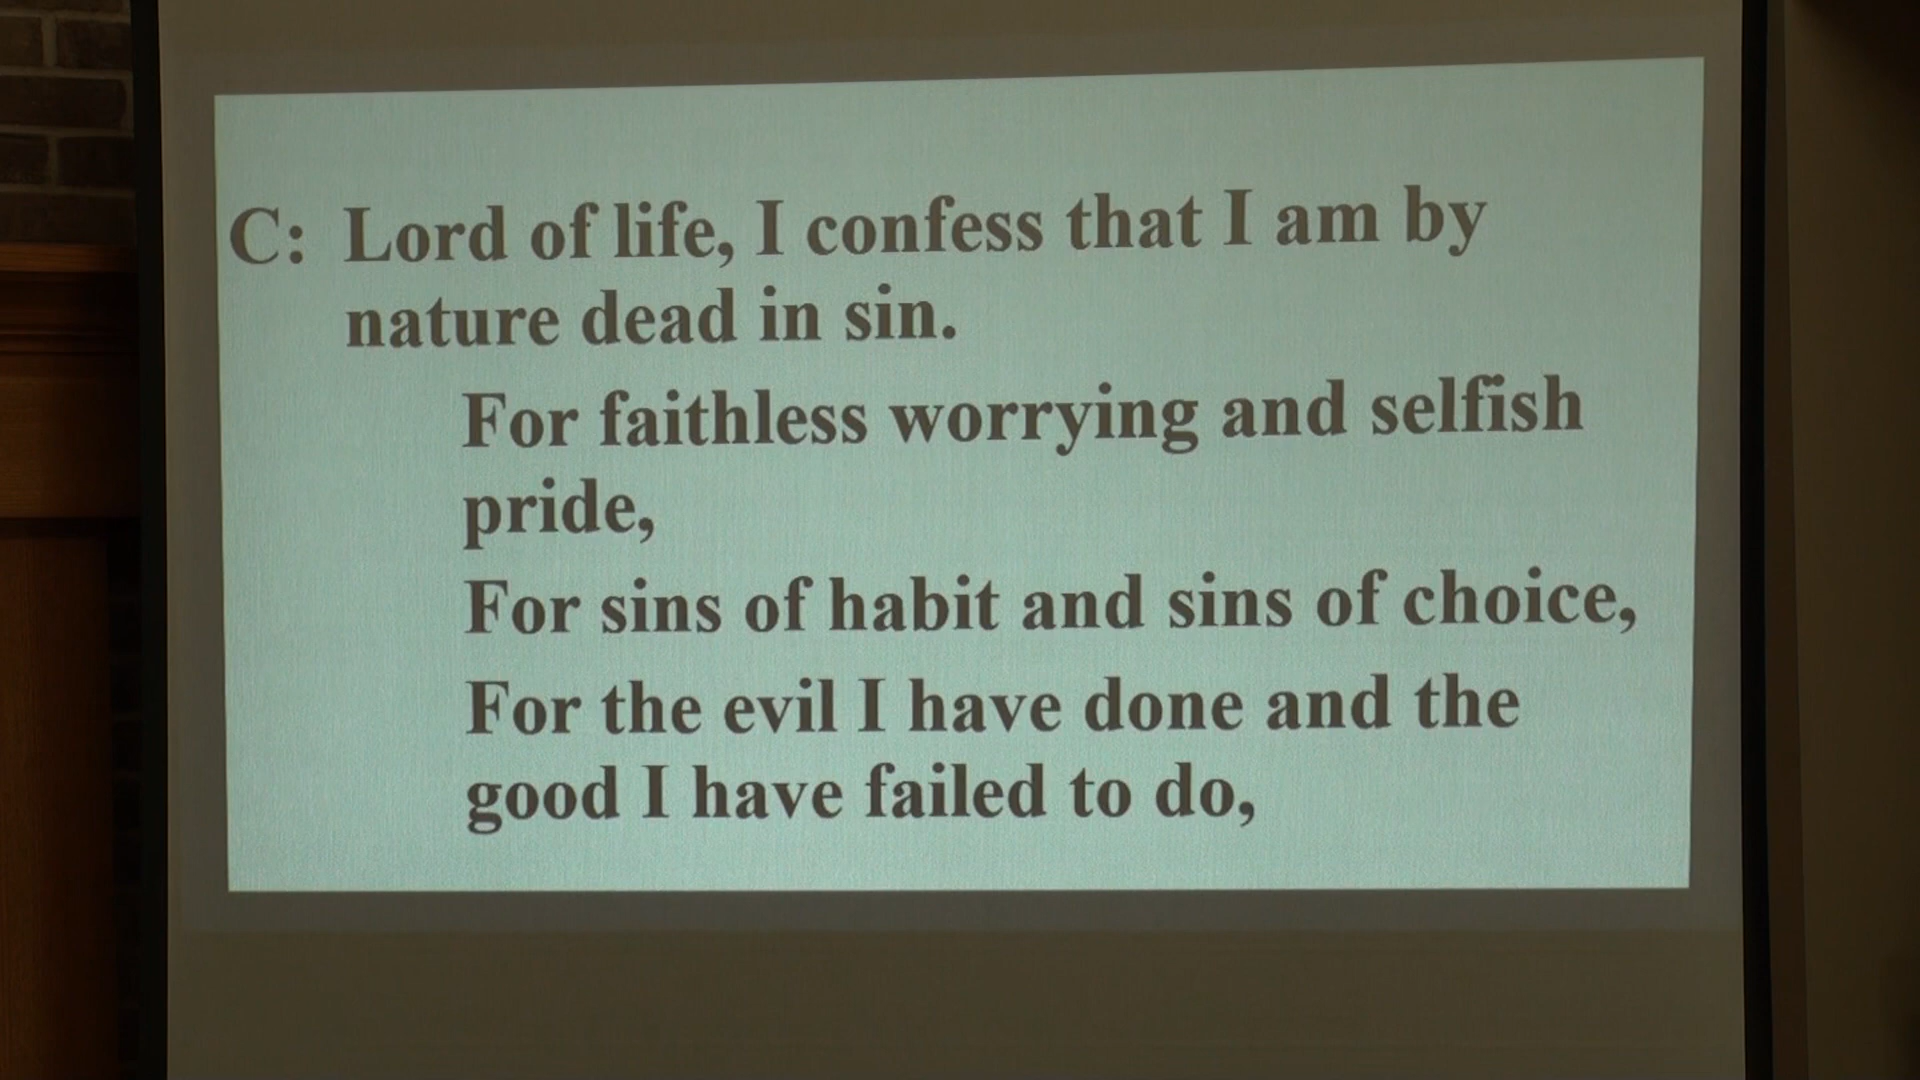 C: Lord of life, I confess that I am by
nature dead in sin.
For faithless worrying and selfish
pride,
For sins of habit and sins of choice,
For the evil I have done and the
good I have failed to do,